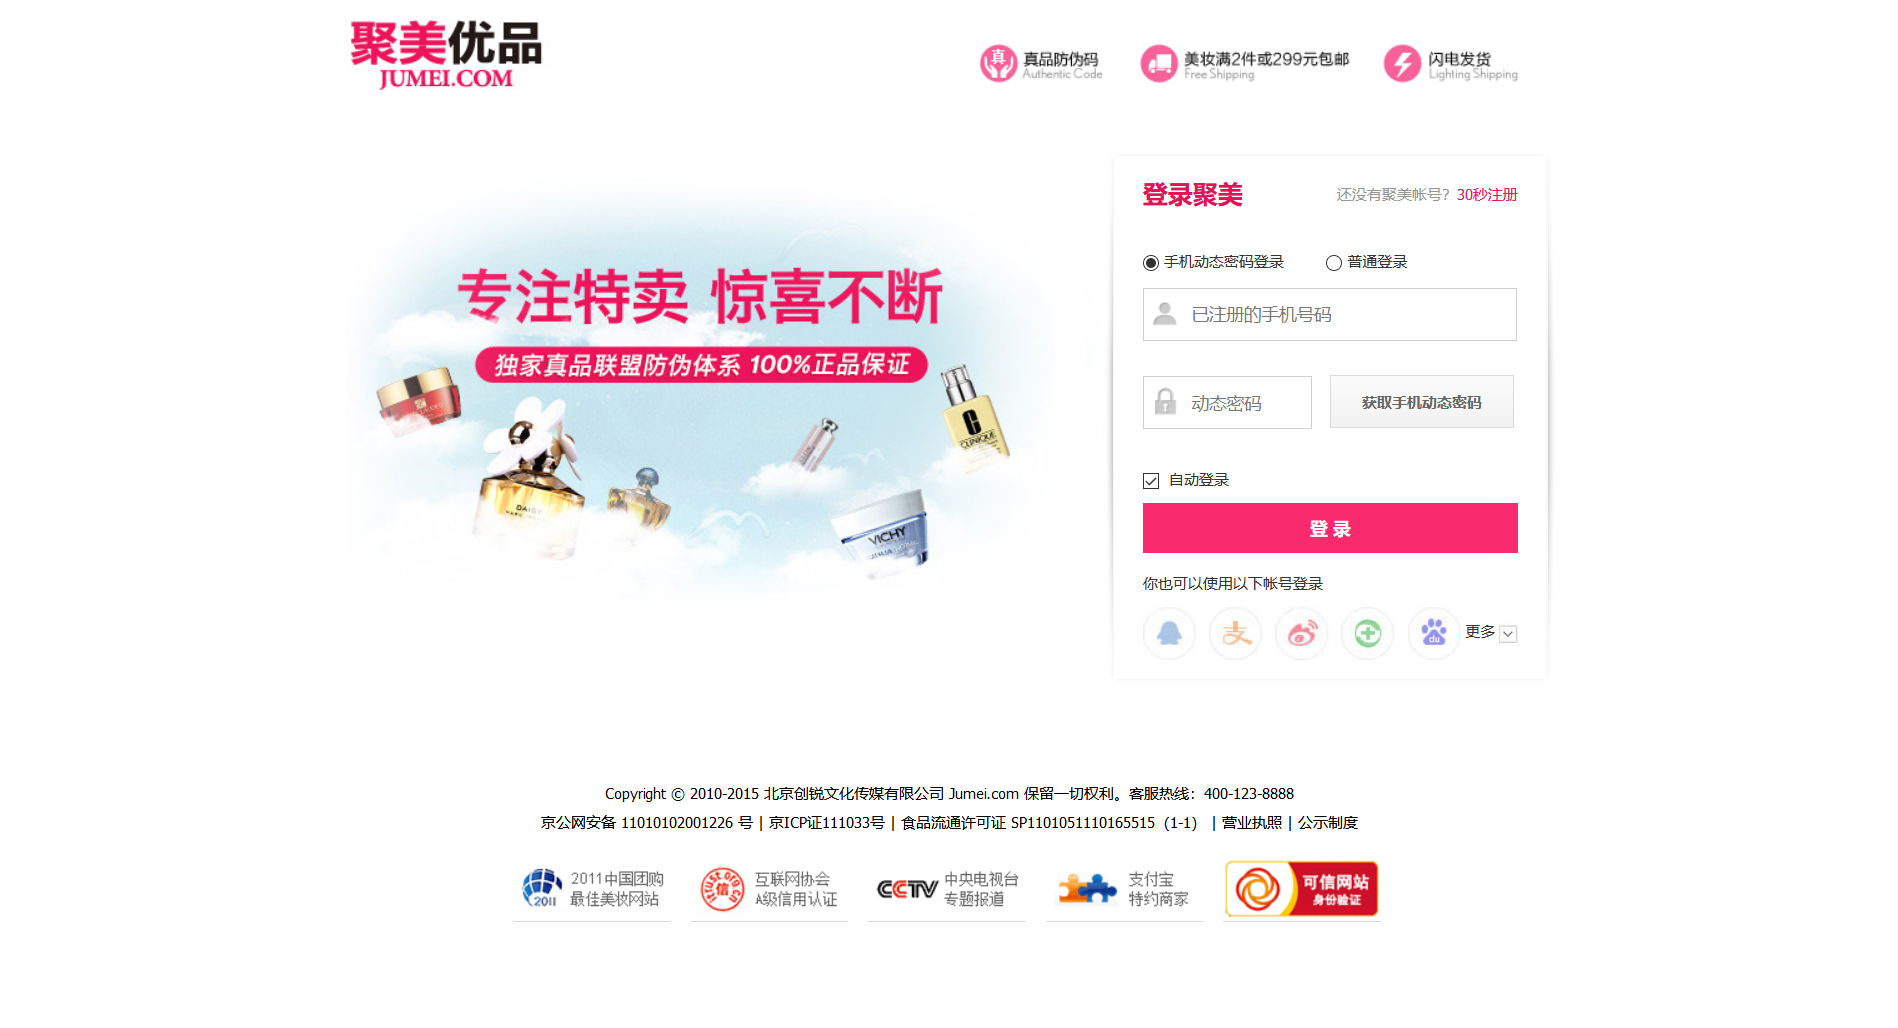 聚美优品
JUMEI.COM
真品防伪码
Authentic Code
美妆满2件或299元包邮
Free Shipping
闪电发货
Lighting Shipping
专注特卖 惊喜不断
独家真品联盟防伪体系 100%正品保证
DAISY
CLINIQUE
VICHY
登录聚美
还没有聚美帐号？30秒注册
手机动态密码登录
普通登录
已注册的手机号码
动态密码
获取手机动态密码
自动登录
登 录
你也可以使用以下帐号登录
支
du
更多
Copyright © 2010-2015 北京创锐文化传媒有限公司 Jumei.com 保留一切权利。客服热线：400-123-8888
京公网安备 11010102001226 号 | 京ICP证111033号 | 食品流通许可证 SP1101051110165515（1-1） | 营业执照 | 公示制度
2011
2011中国团购
最佳美妆网站
itrust.org.cn
信
互联网协会
A级信用认证
CCTV
中央电视台
专题报道
支付宝
特约商家
可信网站
身份验证